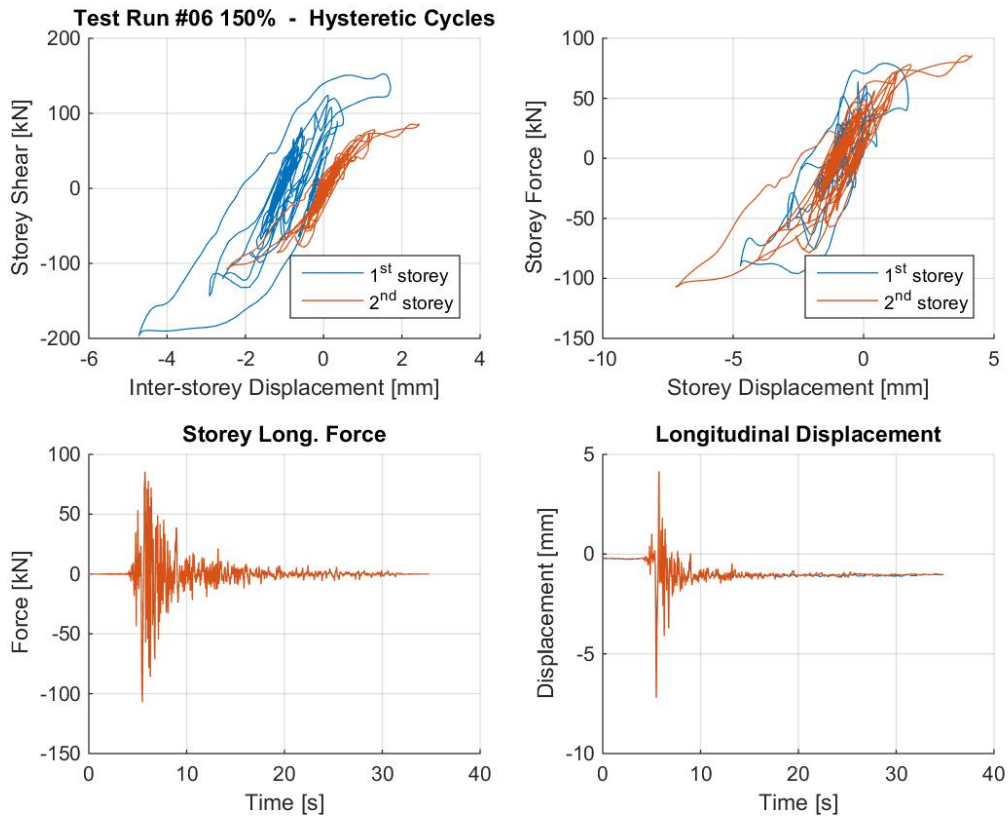 Test Run #06 150%  -  Hysteretic Cycles
200
100
0
-100
-200
Storey Shear [kN]
-6 -4 -2 0 2 4
Inter-storey Displacement [mm]
1st storey
2nd storey
100
50
0
-50
-100
-150
Storey Force [kN]
-10 -5 0 5
Storey Displacement [mm]
1st storey
2nd storey
Storey Long. Force
100
50
0
-50
-100
-150
Force [kN]
0 10 20 30 40
Time [s]
Longitudinal Displacement
5
0
-5
-10
Displacement [mm]
0 10 20 30 40
Time [s]